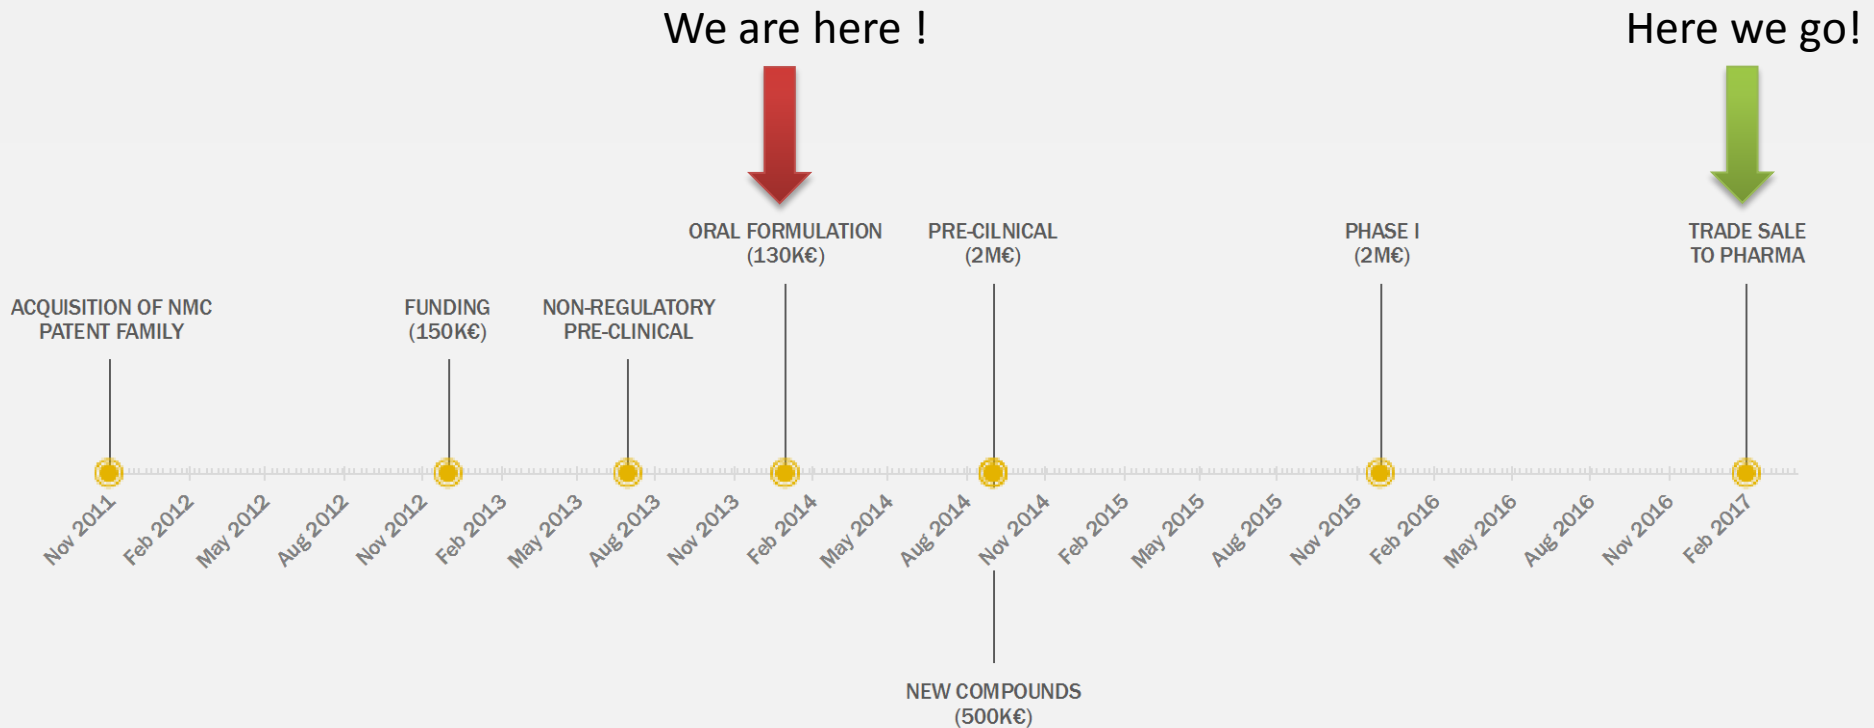 We are here !
Here we go!
ORAL FORMULATION
(130K€)
PRE-CILNICAL
(2M€)
PHASE I
(2M€)
TRADE SALE
TO PHARMA
ACQUISITION OF NMC
PATENT FAMILY
FUNDING
(150K€)
NON-REGULATORY
PRE-CLINICAL
Nov 2011
Feb 2012
May 2012
Aug 2012
Nov 2012
Feb 2013
May 2013
Aug 2013
Nov 2013
Feb 2014
May 2014
Aug 2014
Nov 2014
Feb 2015
May 2015
Aug 2015
Nov 2015
Feb 2016
May 2016
Aug 2016
Nov 2016
Feb 2017
NEW COMPOUNDS
(500K€)